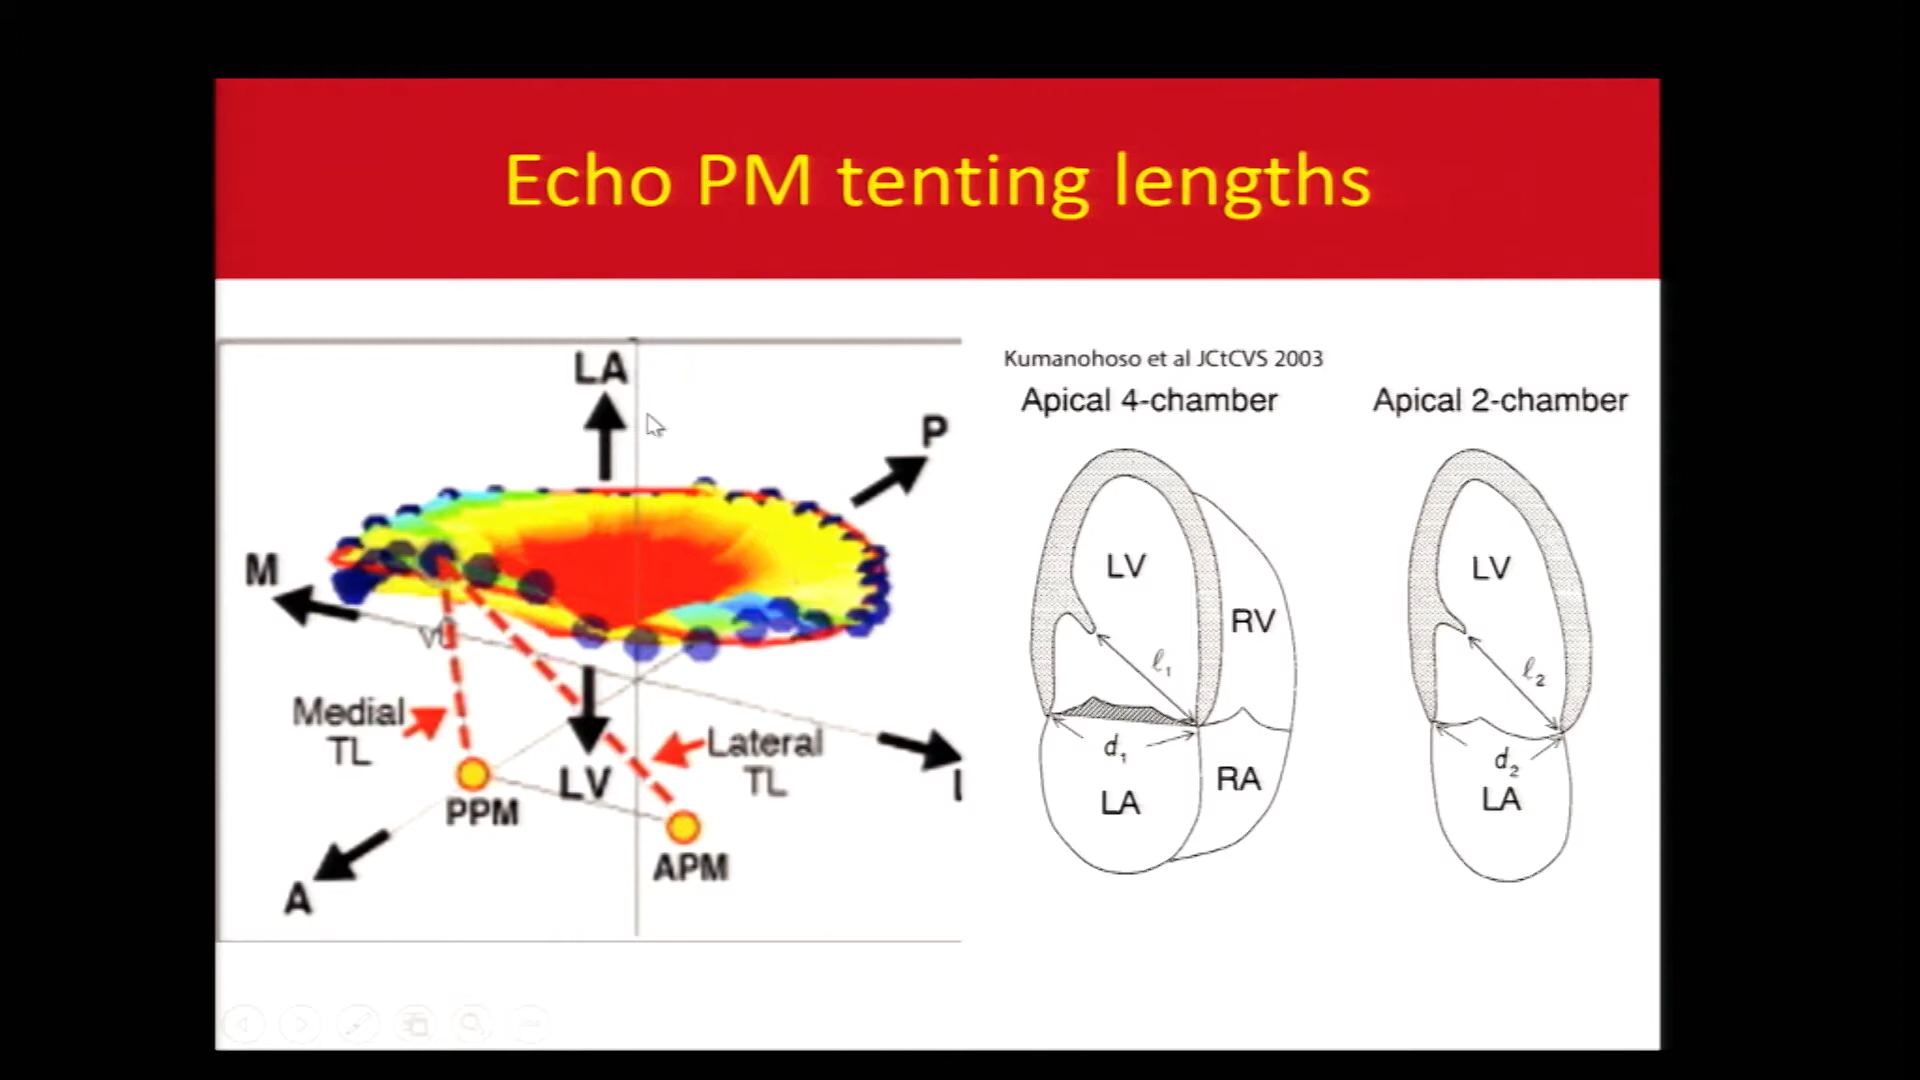 Echo PM tenting lengths
LA
P
M
Medial
TL
Lateral
TL
LV
PPM
APM
A
Kumanohoso et al JCtCVS 2003
Apical 4-chamber
Apical 2-chamber
LV
RV
ℓ₁
d₁
LA
RA
LV
ℓ₂
d₂
LA